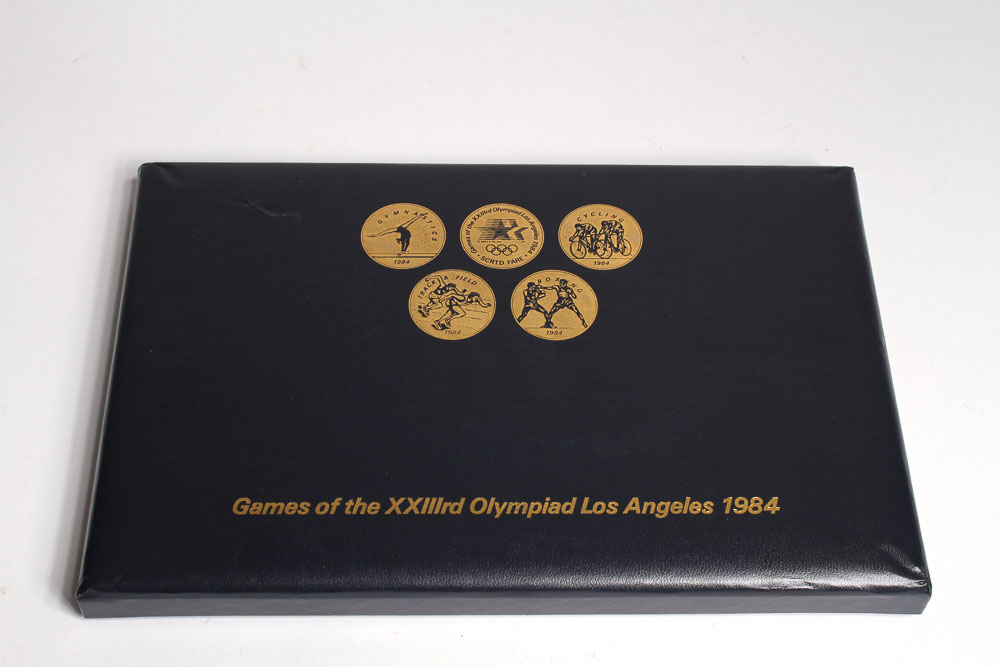 GYMNASTICS
1984
Games of the XXIIIrd Olympiad Los Angeles 1984
• SCRTD FARE •
CYCLING
1984
TRACK & FIELD
1984
BOXING
1984
Games of the XXIIIrd Olympiad Los Angeles 1984